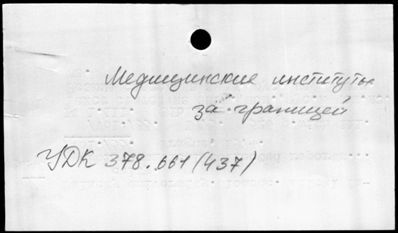 Медицинские институты
за границей
УДК 378.661(437)